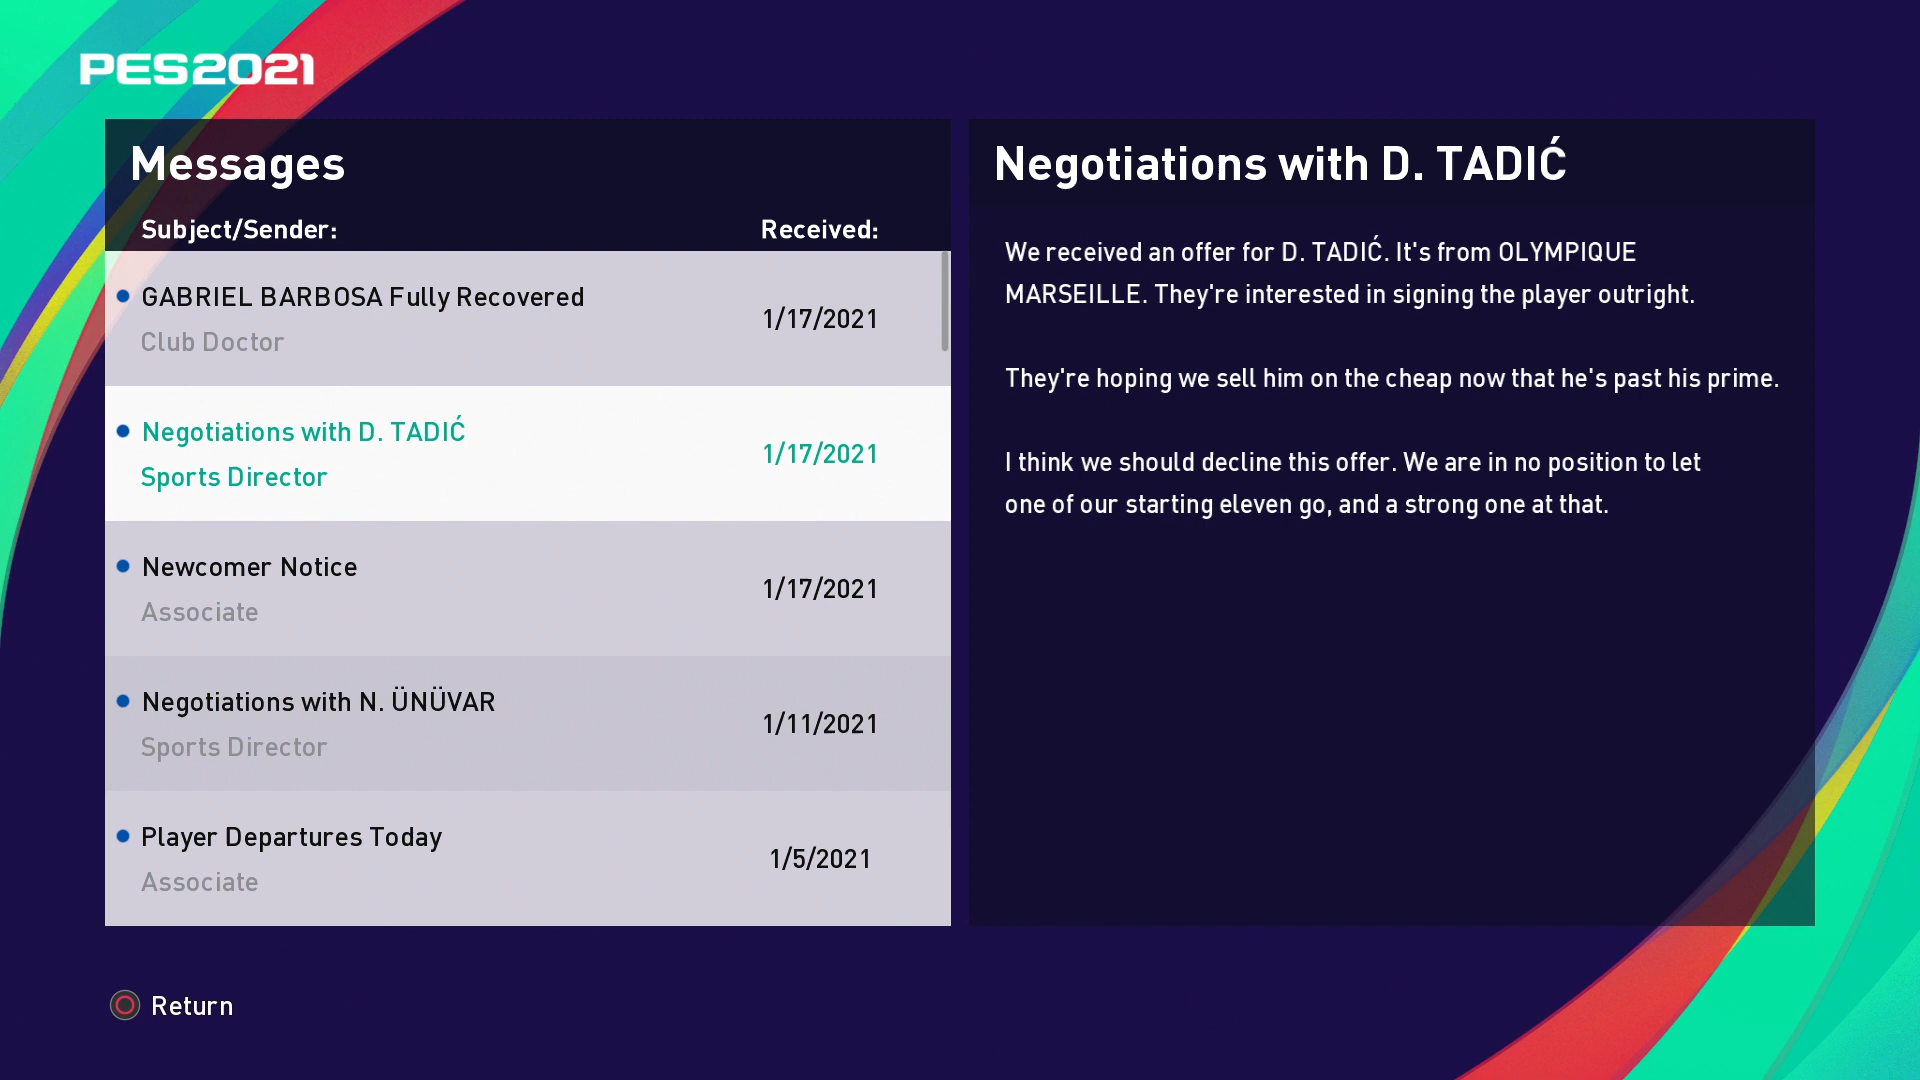 PES2021
Messages
Subject/Sender: Received:
GABRIEL BARBOSA Fully Recovered
Club Doctor
1/17/2021
Negotiations with D. TADIĆ
Sports Director
1/17/2021
Newcomer Notice
Associate
1/17/2021
Negotiations with N. ÜNÜVAR
Sports Director
1/11/2021
Player Departures Today
Associate
1/5/2021
Negotiations with D. TADIĆ
We received an offer for D. TADIĆ. It's from OLYMPIQUE
MARSEILLE. They're interested in signing the player outright.
They're hoping we sell him on the cheap now that he's past his prime.
I think we should decline this offer. We are in no position to let
one of our starting eleven go, and a strong one at that.
Return